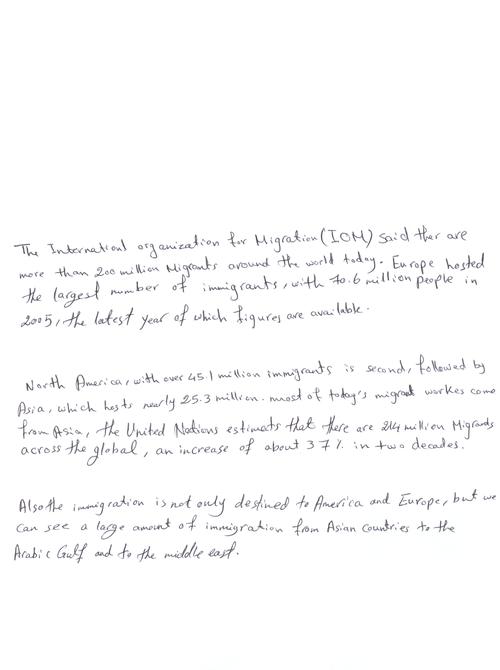 The Internationl organization for Migration (IOM) said ther are
more than 200 million Migrants around the world today. Europe hosted
the largest number of immigrants, with 70.6 million people in
2005, the latest year of which figures are available.
North America, with over 45.1 million immigrants is second, followed by
Asia, which hosts nearly 25.3 million. most of today's migrant workes come
from Asia, the United Nations estimats that there are 214 million Migrants
across the global, an increase of about 37% in two decades.
Also the immigration is not only destined to America and Europe, but we
can see a large amount of immigration from Asian Countries to the
Arabic Gulf and to the middle east.